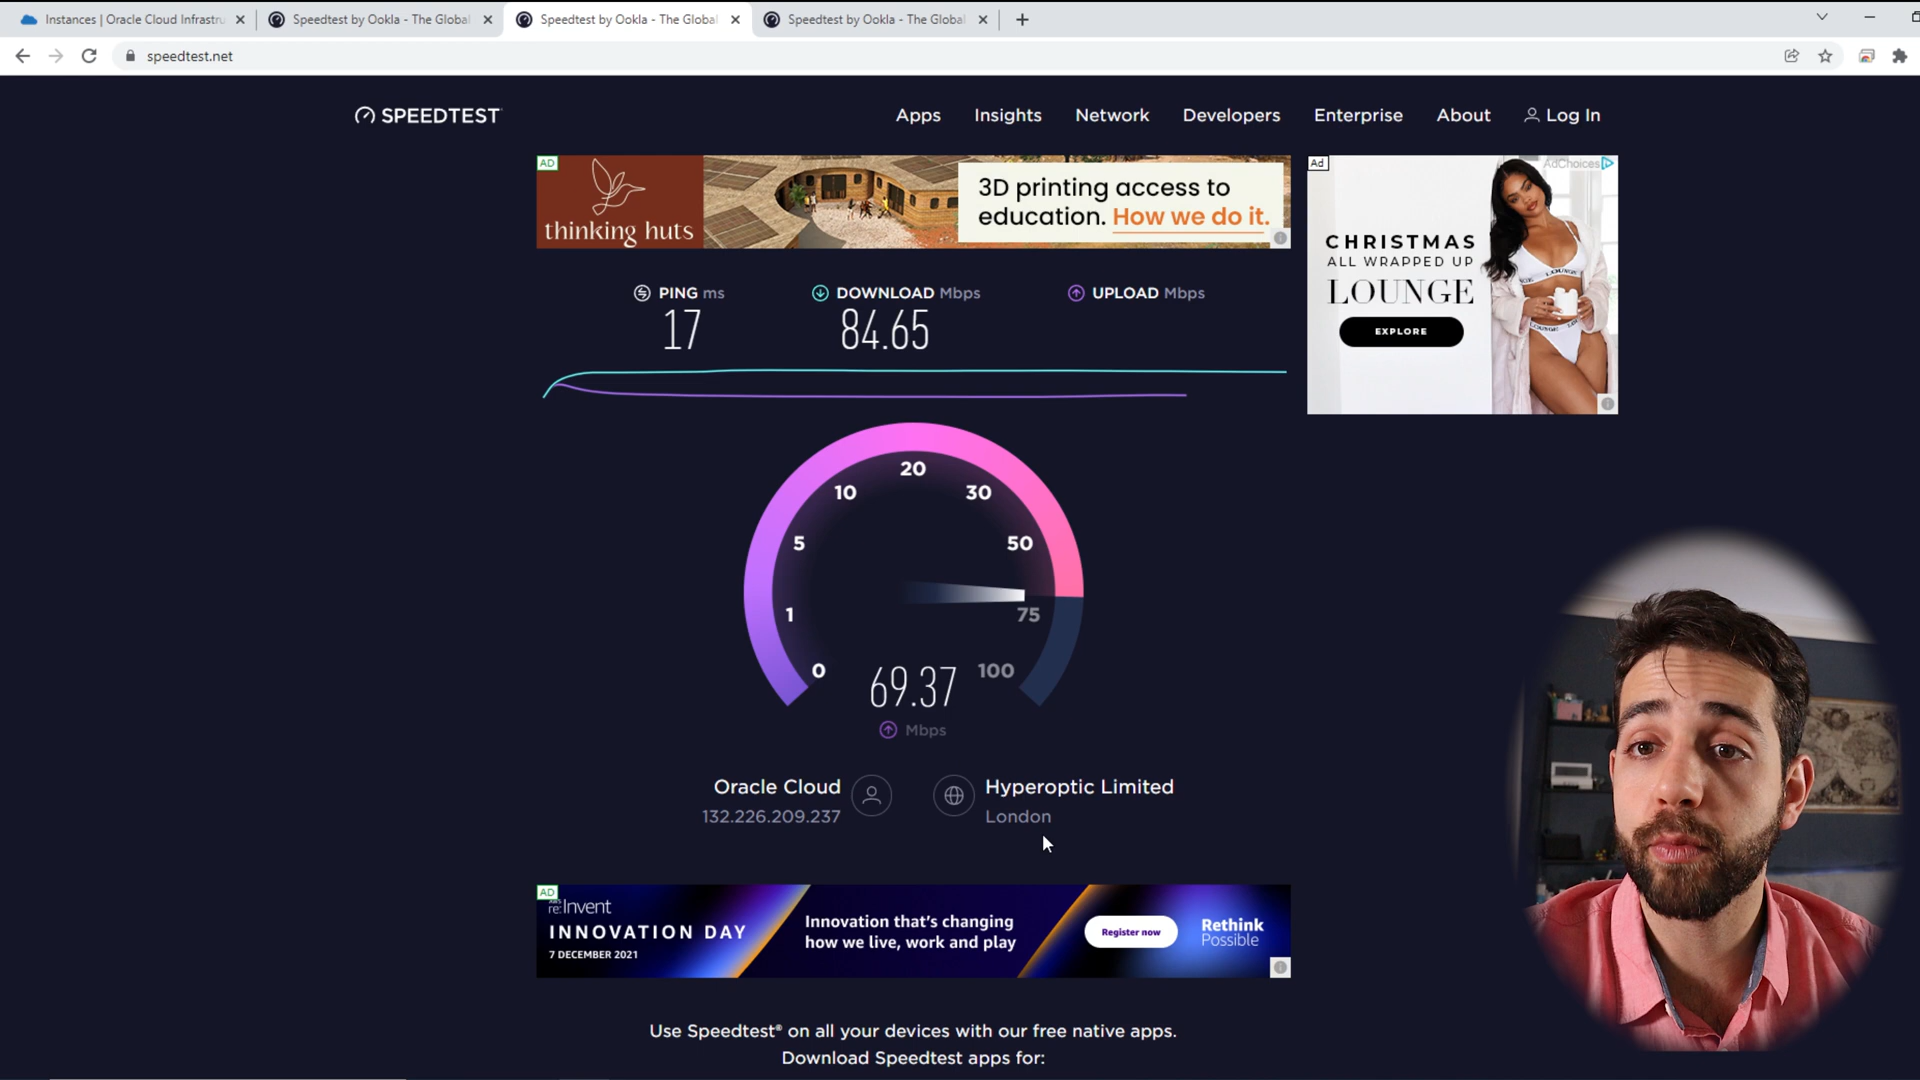 Instances | Oracle Cloud Infrastru
Speedtest by Ookla - The Global
Speedtest by Ookla - The Global
Speedtest by Ookla - The Global
speedtest.net
SPEEDTEST
Apps
Insights
Network
Developers
Enterprise
About
Log In
AD
thinking huts
3D printing access to
education. How we do it.
Ad
AdChoices
CHRISTMAS
ALL WRAPPED UP
LOUNGE
EXPLORE
PING ms
17
DOWNLOAD Mbps
84.65
UPLOAD Mbps
0
1
5
10
20
30
50
75
100
69.37
Mbps
Oracle Cloud
132.226.209.237
Hyperoptic Limited
London
AD
aws
re:Invent
INNOVATION DAY
7 DECEMBER 2021
Innovation that's changing
how we live, work and play
Register now
Rethink
Possible
Use Speedtest® on all your devices with our free native apps.
Download Speedtest apps for: